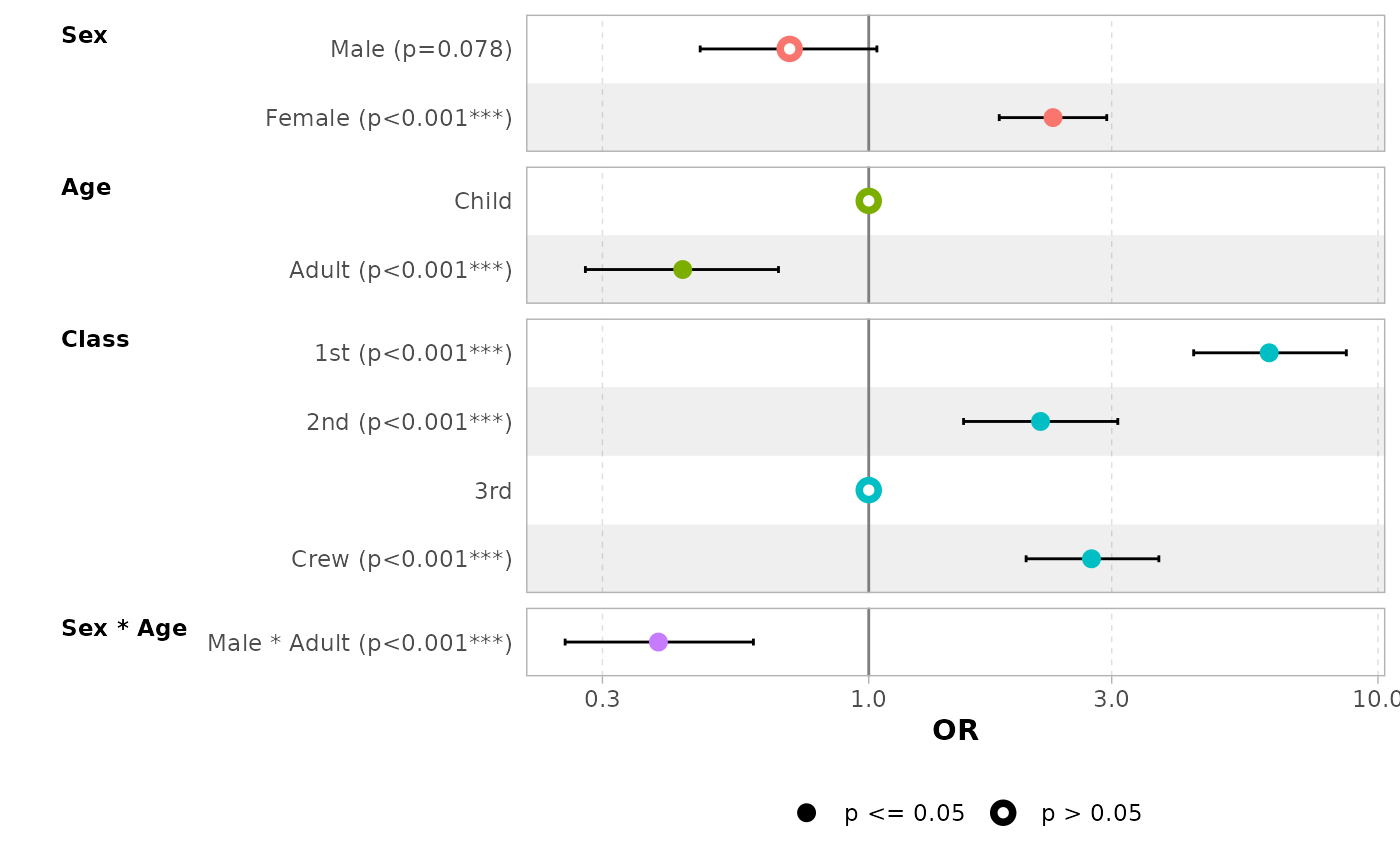 Sex
Male (p=0.078)
Female (p<0.001***)
Age
Child
Adult (p<0.001***)
Class
1st (p<0.001***)
2nd (p<0.001***)
3rd
Crew (p<0.001***)
Sex * Age
Male * Adult (p<0.001***)
0.3 1.0 3.0 10.0
OR
p <= 0.05 p > 0.05